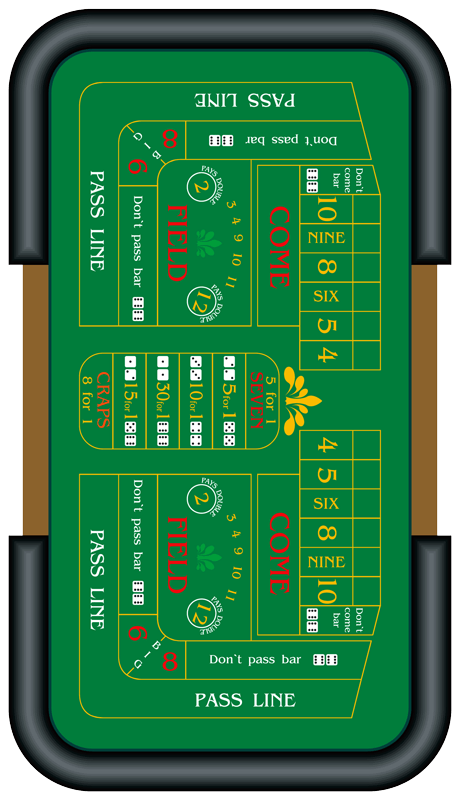 PASS LINE
Don't pass bar
BIG
8
6
PASS LINE
Don't pass bar
PAYS DOUBLE
2
3 4 9 10 11
FIELD
PAYS DOUBLE
12
COME
Don't come bar
10
NINE
8
SIX
5
4
5 for 1
SEVEN
5 for 1
10 for 1
30 for 1
15 for 1
CRAPS
8 for 1
4
5
SIX
8
NINE
10
Don't come bar
COME
PAYS DOUBLE
2
3 4 9 10 11
FIELD
PAYS DOUBLE
12
Don't pass bar
PASS LINE
BIG
6
8
Don't pass bar
PASS LINE